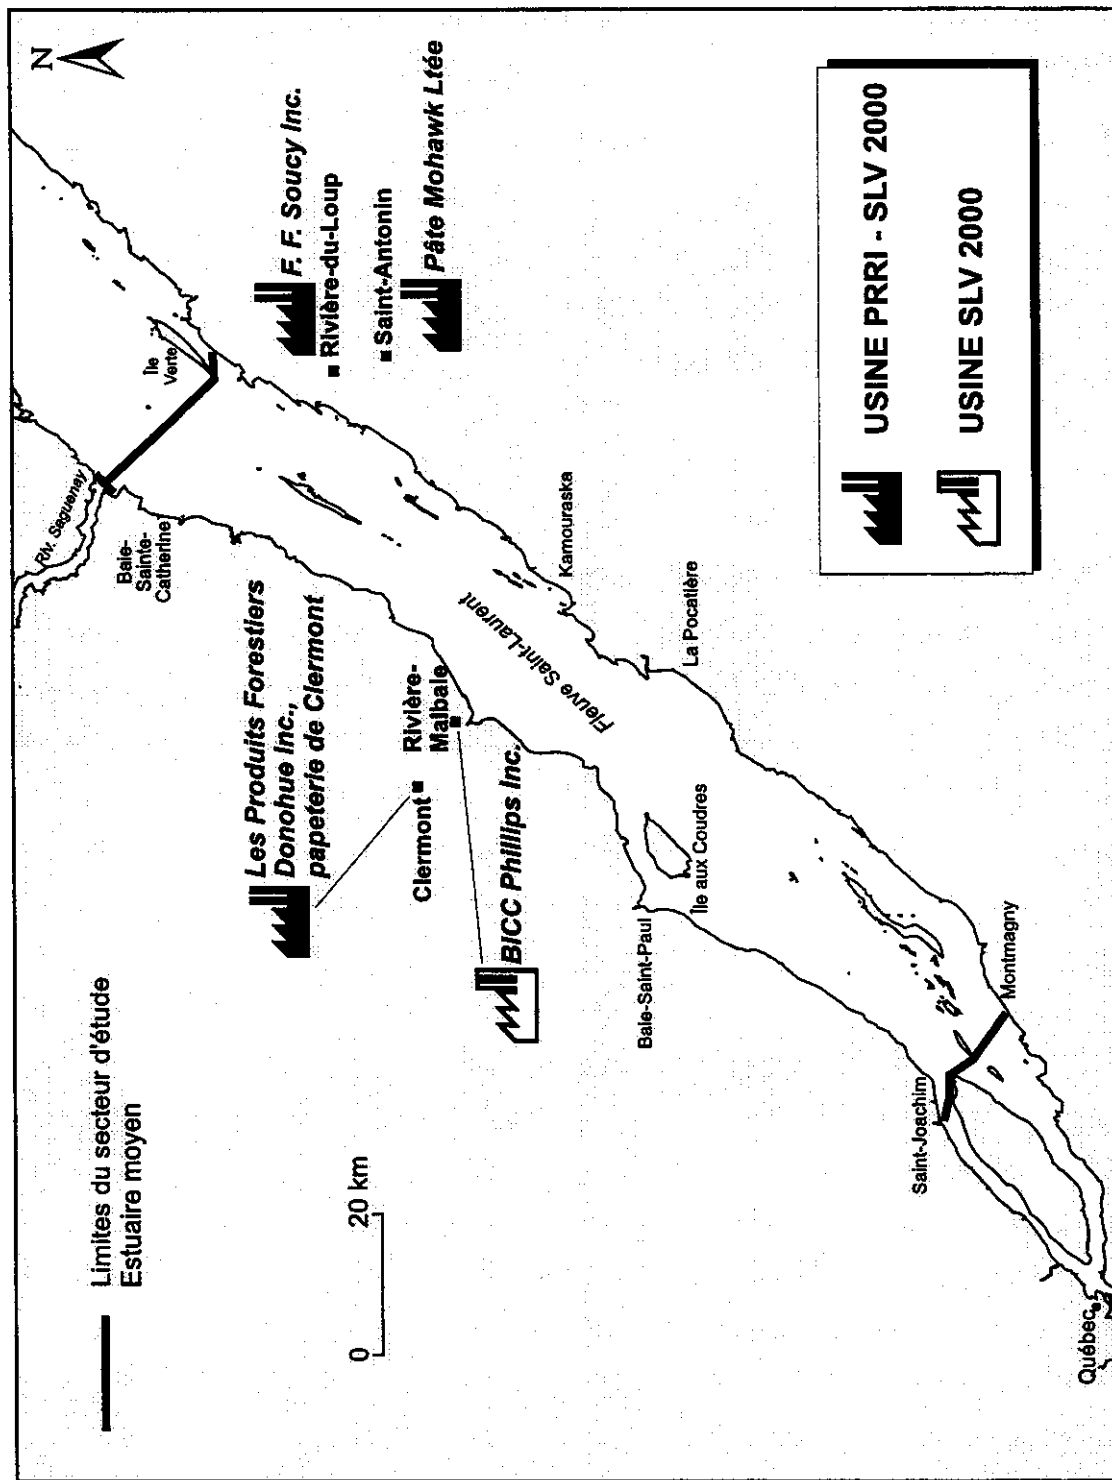 N
Limites du secteur d'étude
Estuaire moyen
0 20 km
Les Produits Forestiers
Donohue Inc.,
papeterie de Clermont
Riv. Saguenay
Baie-
Sainte-
Catherine
Île
Verte
F. F. Soucy Inc.
Rivière-du-Loup
Saint-Antonin
Pâte Mohawk Ltée
Clermont
Rivière-
Malbaie
BICC Phillips Inc.
Fleuve Saint-Laurent
Kamouraska
La Pocatière
Baie-Saint-Paul
Île aux Coudres
Saint-Joachim
Montmagny
Québec
USINE PRRI - SLV 2000
USINE SLV 2000